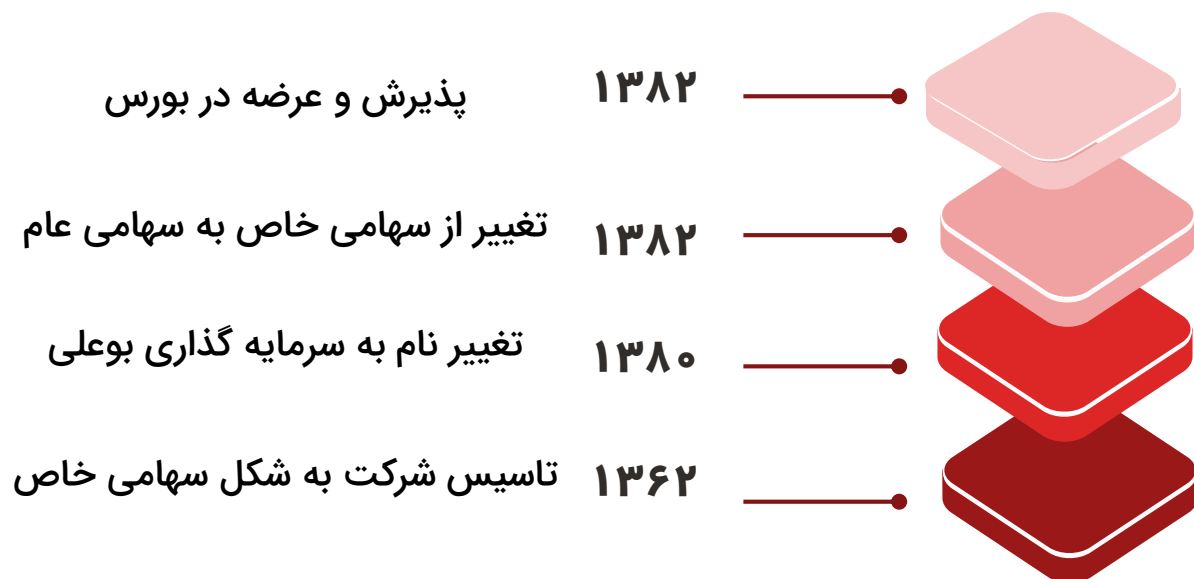 ۱۳۸۲ پذیرش و عرضه در بورس
۱۳۸۲ تغییر از سهامی خاص به سهامی عام
۱۳۸۰ تغییر نام به سرمایه گذاری بوعلی
۱۳۶۲ تاسیس شرکت به شکل سهامی خاص